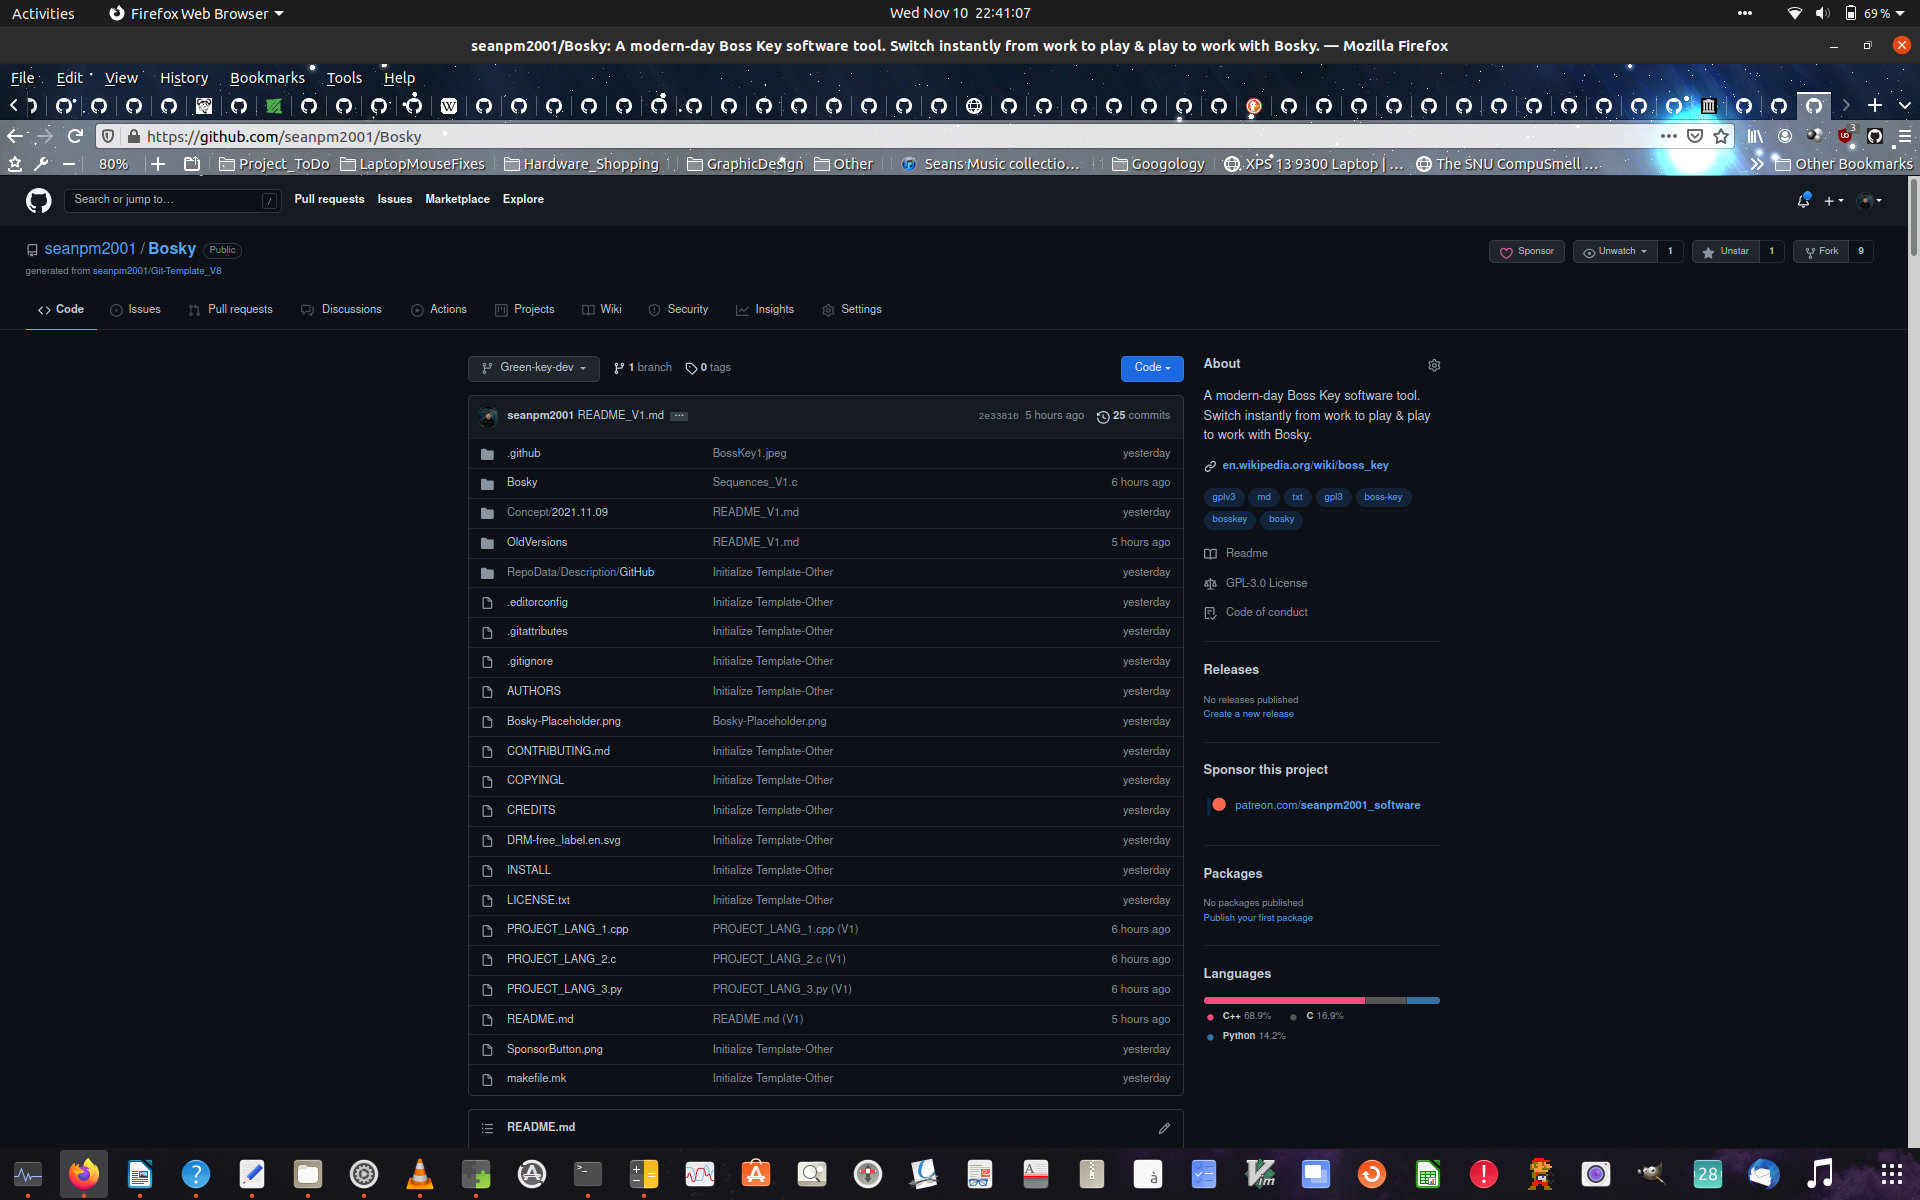 Activities Firefox Web Browser Wed Nov 10 22:41:07 69 %
seanpm2001/Bosky: A modern-day Boss Key software tool. Switch instantly from work to play & play to work with Bosky. — Mozilla Firefox
File Edit View History Bookmarks Tools Help
https://github.com/seanpm2001/Bosky 3
80% Project_ToDo LaptopMouseFixes Hardware_Shopping GraphicDesign Other Seans Music collectio... Googology XPS 13 9300 Laptop | ... The SNU CompuSmell ... Other Bookmarks
Search or jump to... / Pull requests Issues Marketplace Explore
seanpm2001 / Bosky Public Sponsor Unwatch 1 Unstar 1 Fork 9
generated from seanpm2001/Git-Template_V8
Code Issues Pull requests Discussions Actions Projects Wiki Security Insights Settings
Green-key-dev 1 branch 0 tags Code
seanpm2001 README_V1.md ... 2e33810 5 hours ago 25 commits
.github BossKey1.jpeg yesterday
Bosky Sequences_V1.c 6 hours ago
Concept/2021.11.09 README_V1.md yesterday
OldVersions README_V1.md 5 hours ago
RepoData/Description/GitHub Initialize Template-Other yesterday
.editorconfig Initialize Template-Other yesterday
.gitattributes Initialize Template-Other yesterday
.gitignore Initialize Template-Other yesterday
AUTHORS Initialize Template-Other yesterday
Bosky-Placeholder.png Bosky-Placeholder.png yesterday
CONTRIBUTING.md Initialize Template-Other yesterday
COPYINGL Initialize Template-Other yesterday
CREDITS Initialize Template-Other yesterday
DRM-free_label.en.svg Initialize Template-Other yesterday
INSTALL Initialize Template-Other yesterday
LICENSE.txt Initialize Template-Other yesterday
PROJECT_LANG_1.cpp PROJECT_LANG_1.cpp (V1) 6 hours ago
PROJECT_LANG_2.c PROJECT_LANG_2.c (V1) 6 hours ago
PROJECT_LANG_3.py PROJECT_LANG_3.py (V1) 6 hours ago
README.md README.md (V1) 5 hours ago
SponsorButton.png Initialize Template-Other yesterday
makefile.mk Initialize Template-Other yesterday
README.md
About
A modern-day Boss Key software tool.
Switch instantly from work to play & play
to work with Bosky.
en.wikipedia.org/wiki/boss_key
gplv3 md txt gpl3 boss-key
bosskey bosky
Readme
GPL-3.0 License
Code of conduct
Releases
No releases published
Create a new release
Sponsor this project
patreon.com/seanpm2001_software
Packages
No packages published
Publish your first package
Languages
C++ 68.9% C 16.9%
Python 14.2%
28